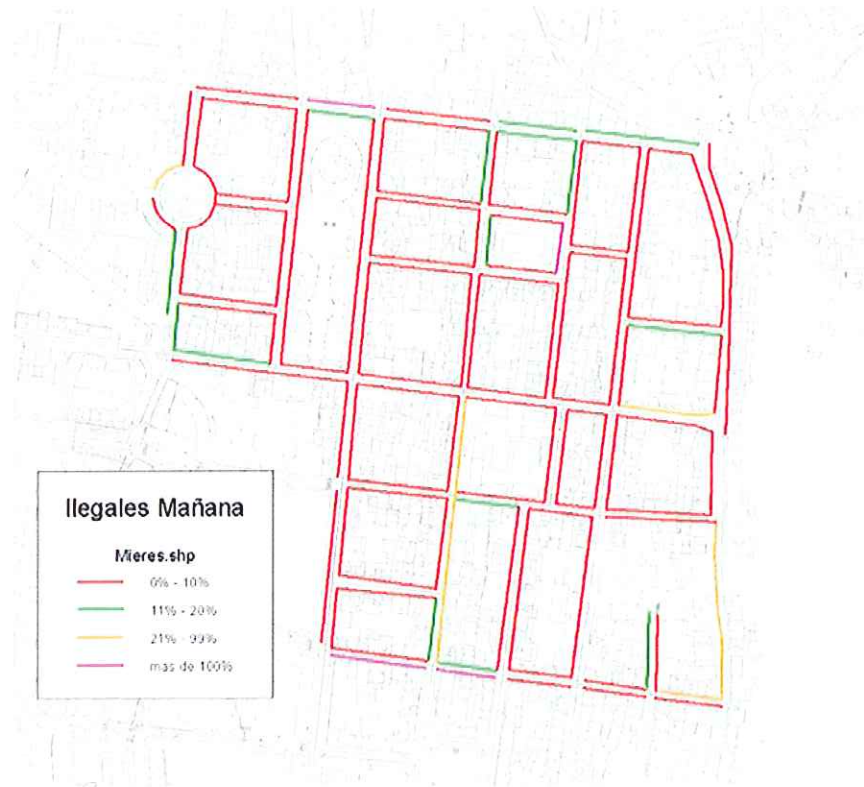 Ilegales Mañana
Mieres.shp
0% - 10%
11% - 20%
21% - 99%
mas de 100%